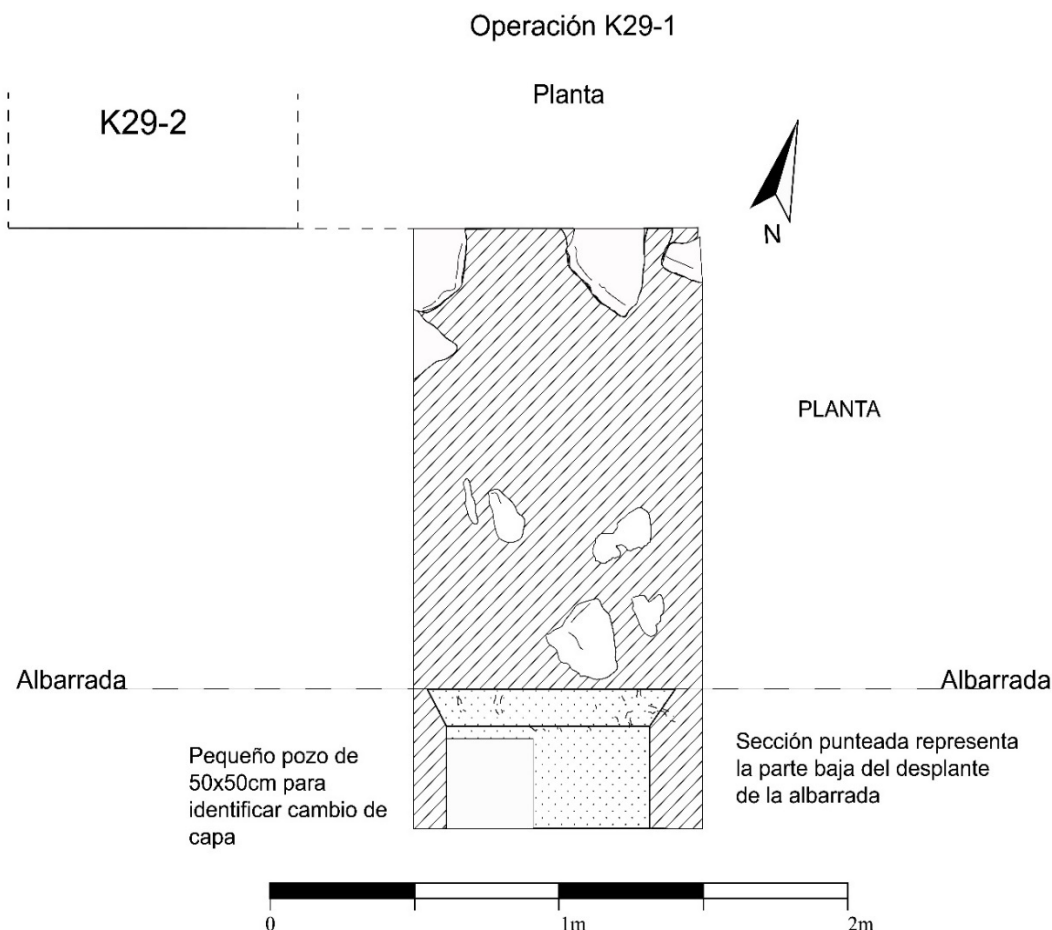 Operación K29-1
Planta
K29-2
N
PLANTA
Albarrada
Albarrada
Pequeño pozo de
50x50cm para
identificar cambio de
capa
Sección punteada representa
la parte baja del desplante
de la albarrada
0
1m
2m